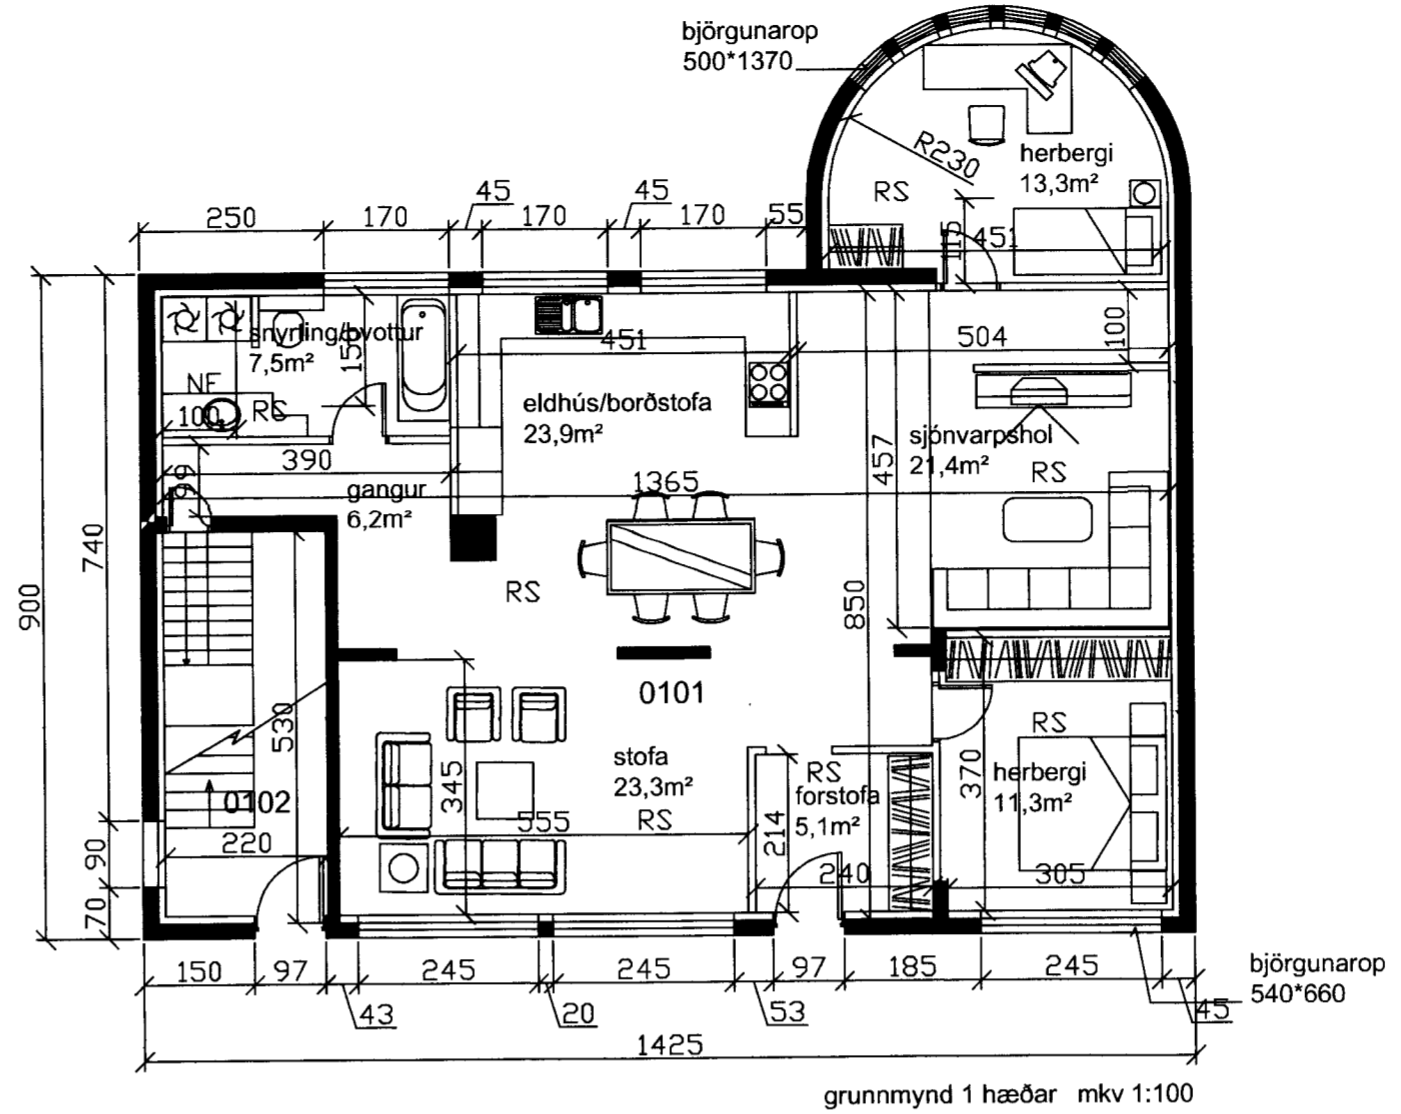 björgunarop
500*1370
R230
herbergi
13,3m²
RS
115
451
45
45
250
170
170
170
55
snyrting/þvottur
7,5m²
150
NF
RS
100
451
504
100
eldhús/borðstofa
23,9m²
sjónvarpshol
21,4m²
RS
457
390
99
1365
gangur
6,2m²
740
900
RS
850
0101
530
345
stofa
23,3m²
RS
555
RS
forstofa
5,1m²
214
240
RS
370
herbergi
11,3m²
305
0102
220
90
70
150
97
245
245
97
185
245
43
20
53
45
björgunarop
540*660
1425
grunnmynd 1 hæðar mkv 1:100